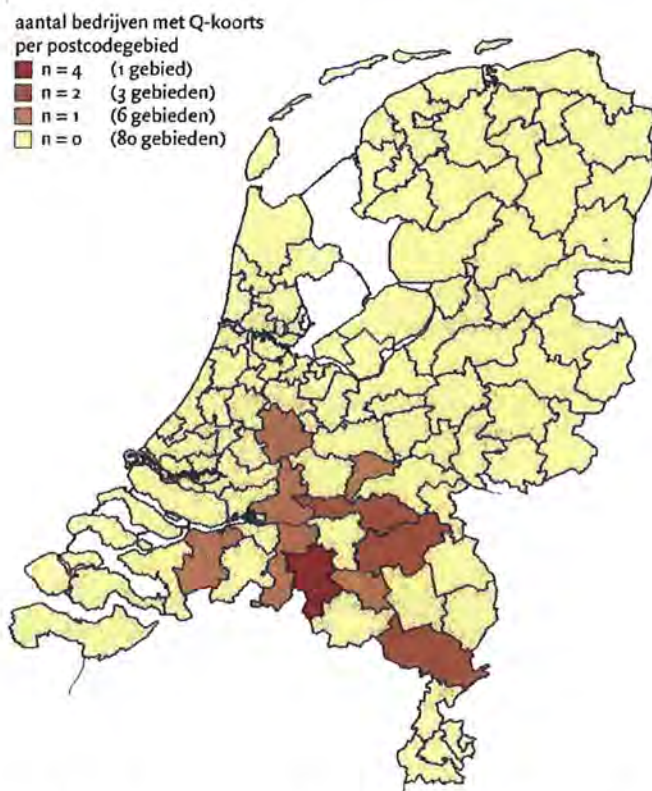 aantal bedrijven met Q-koorts
per postcodegebied
n = 4 (1 gebied)
n = 2 (3 gebieden)
n = 1 (6 gebieden)
n = 0 (80 gebieden)